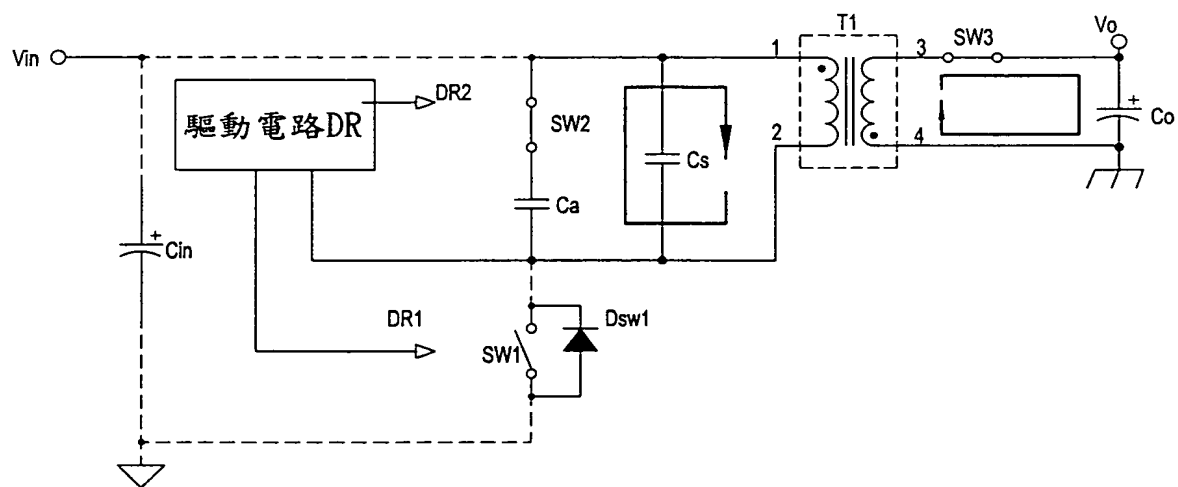 T1
Vo
Vin
1
3
SW3
DR2
驅動電路DR
SW2
+
Co
2
4
Cs
Ca
+
Cin
DR1
Dsw1
SW1